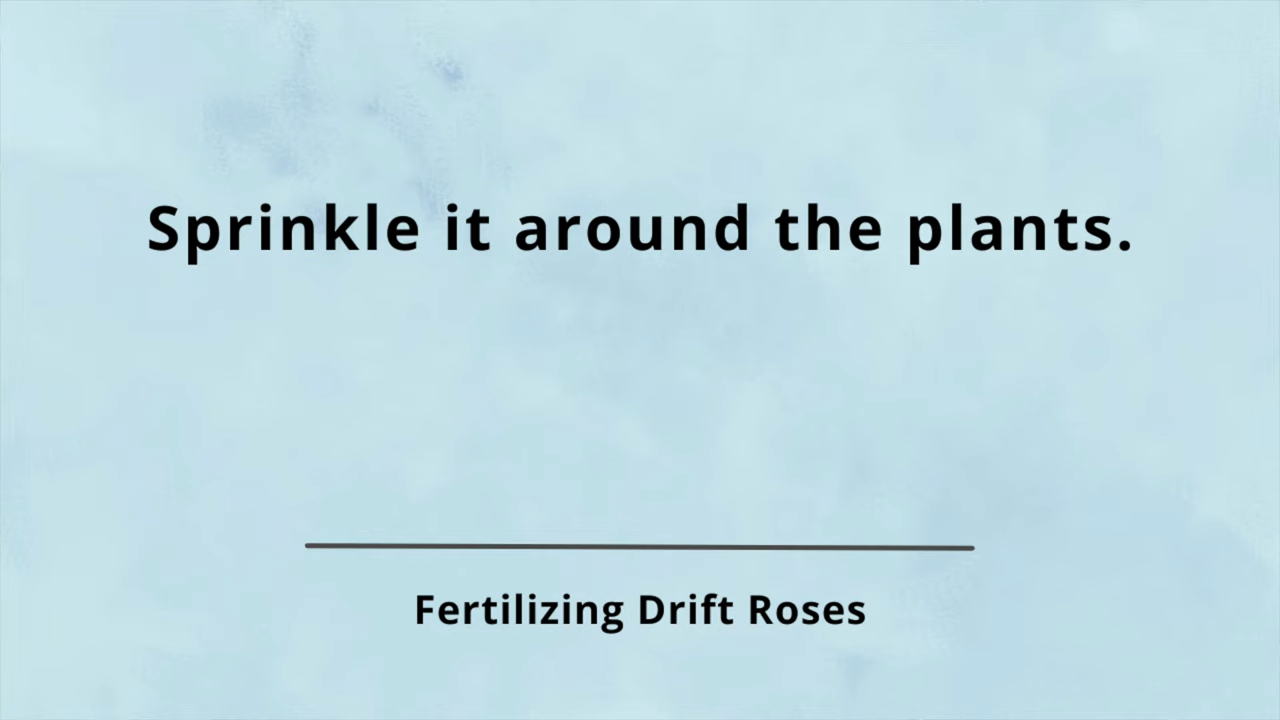 Sprinkle it around the plants.
Fertilizing Drift Roses